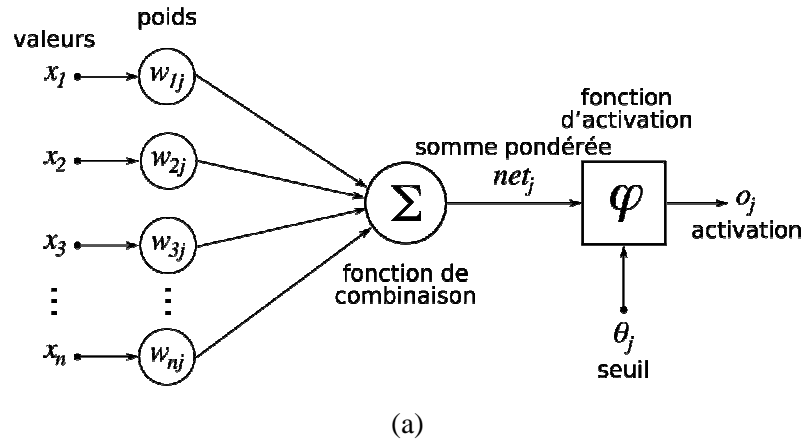 poids
valeurs
x1 w1j
x2 w2j
x3 w3j
xn wnj
Σ
fonction de
combinaison
somme pondérée
netj
fonction
d'activation
φ
oj
activation
θj
seuil
(a)